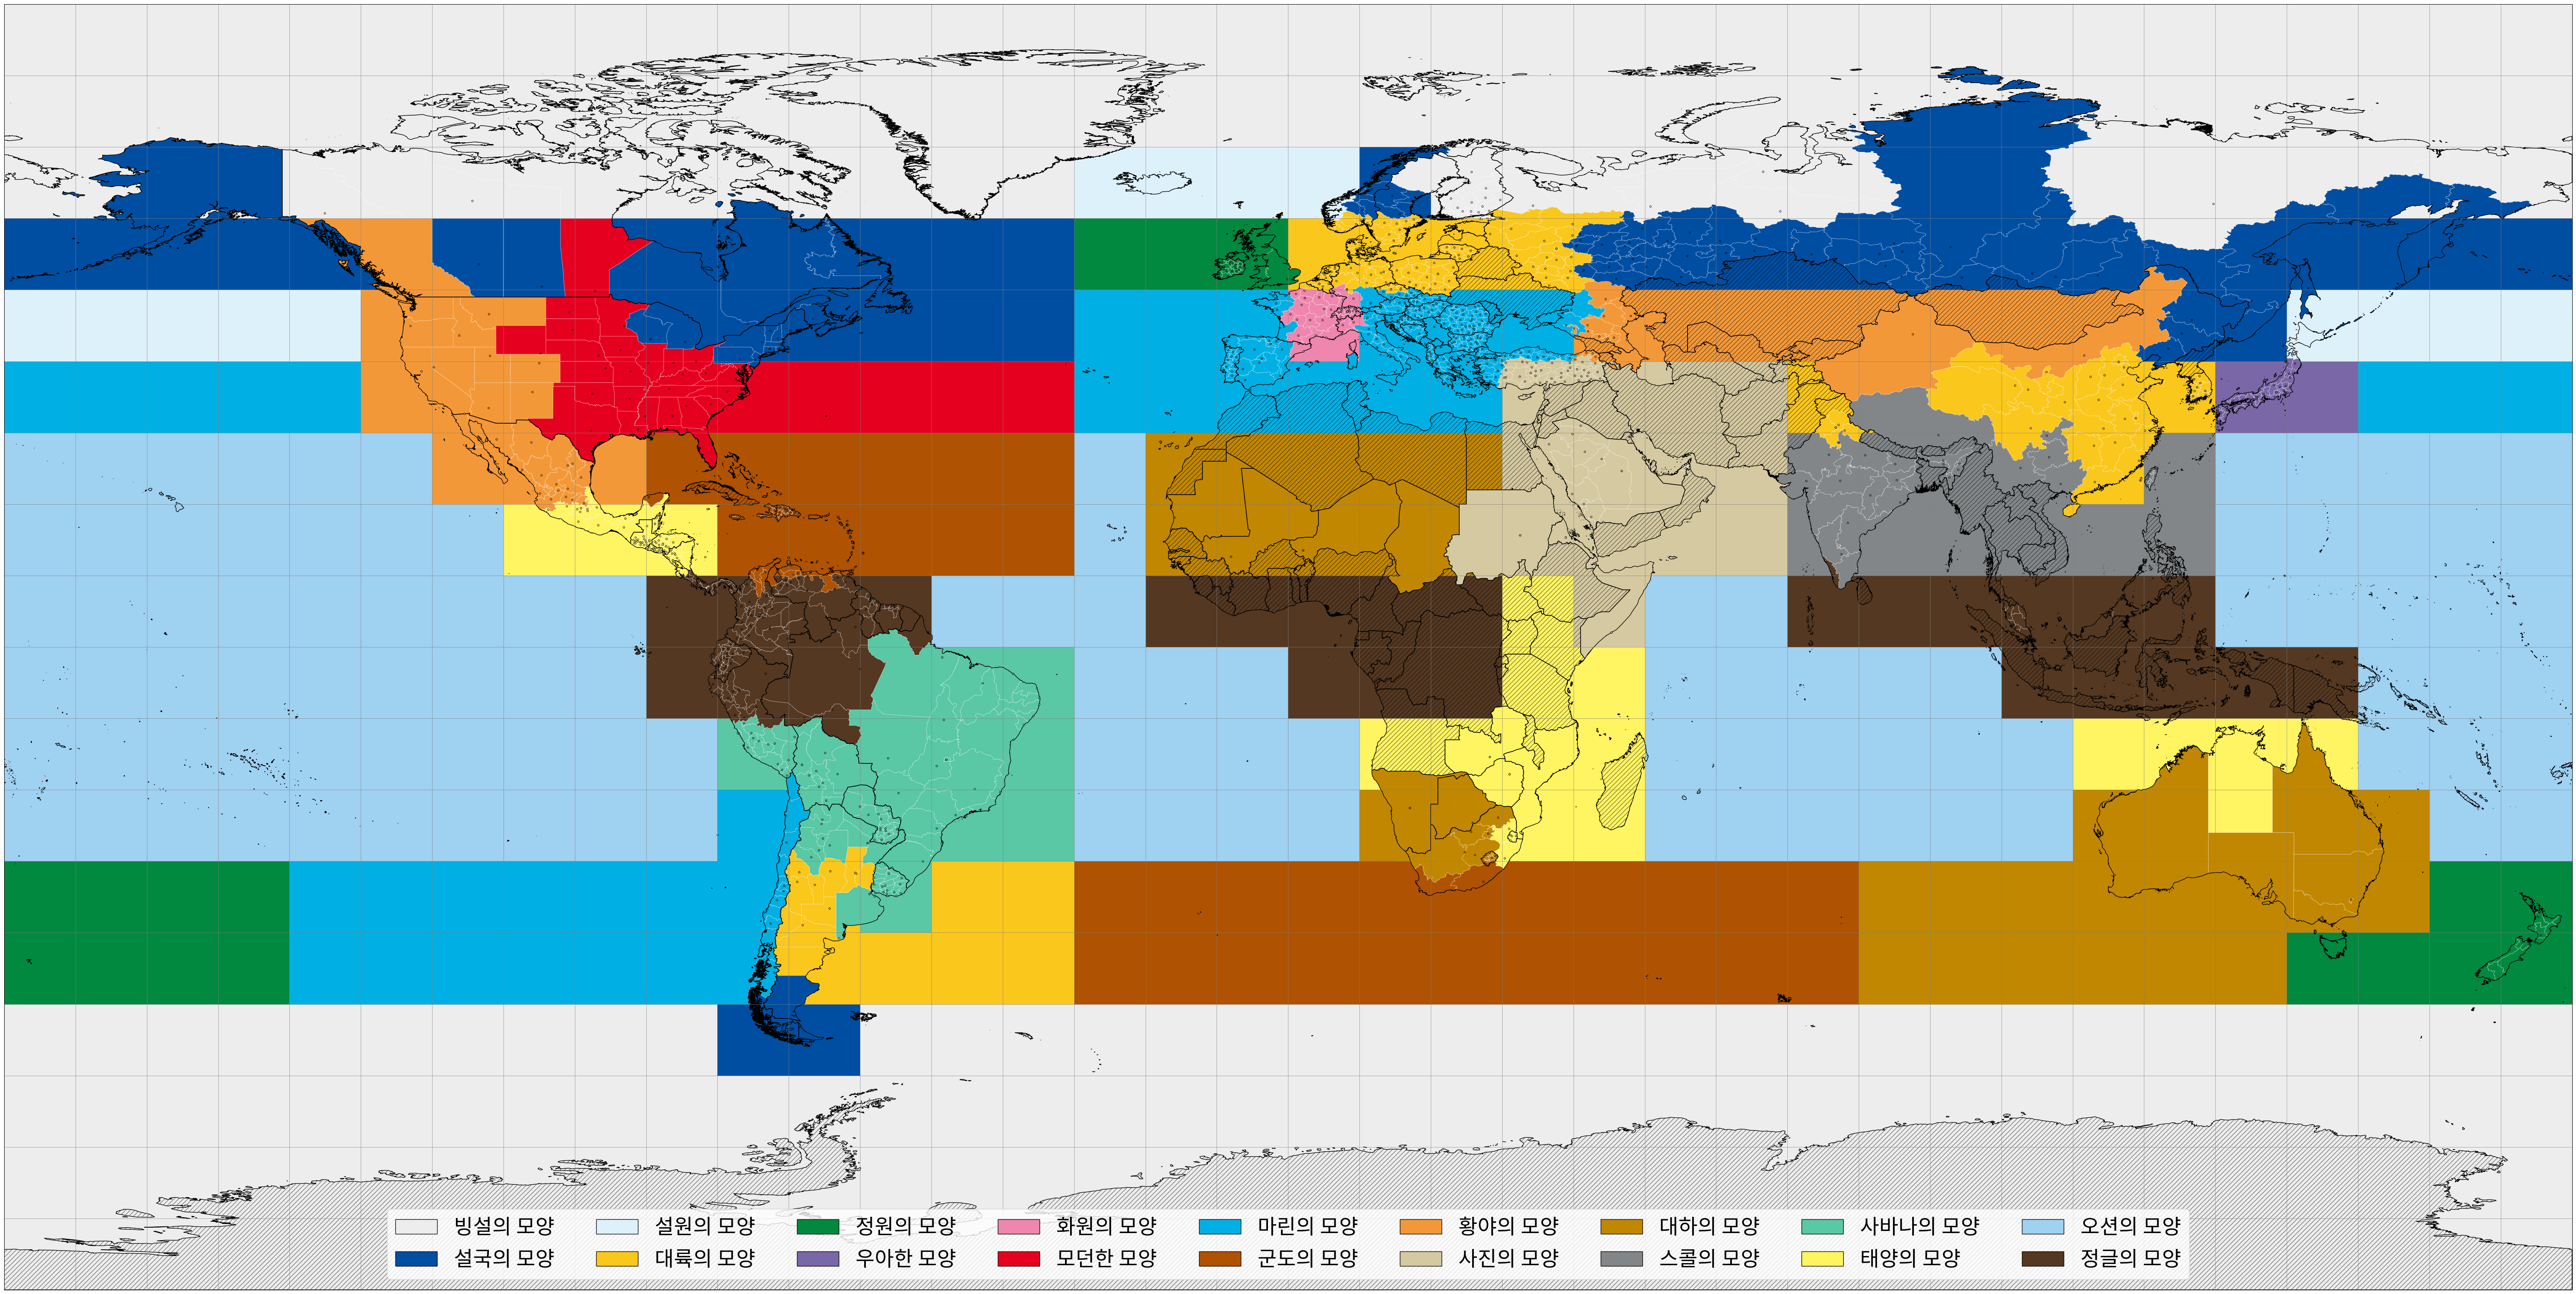 빙설의 모양 설원의 모양 정원의 모양 화원의 모양 마린의 모양 황야의 모양 대하의 모양 사바나의 모양 오션의 모양
설국의 모양 대륙의 모양 우아한 모양 모던한 모양 군도의 모양 사진의 모양 스콜의 모양 태양의 모양 정글의 모양